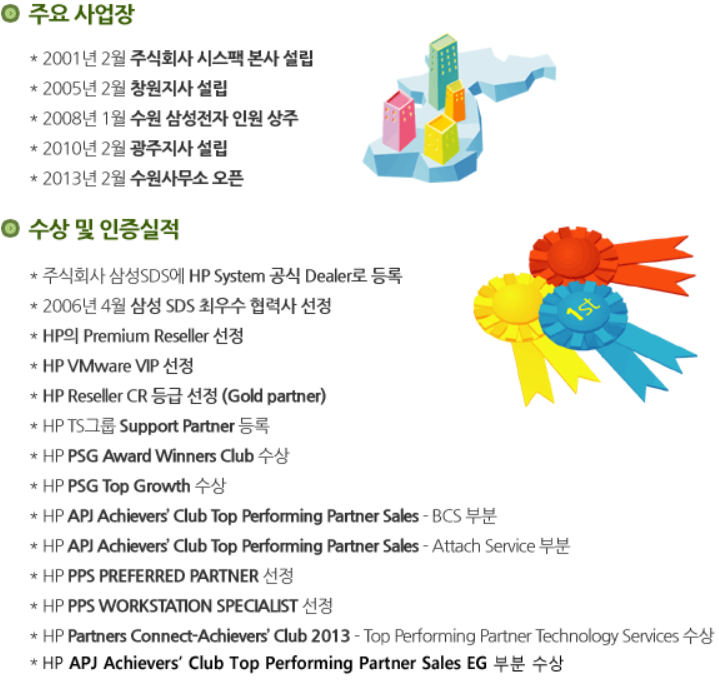 주요 사업장
* 2001년 2월 주식회사 시스팩 본사 설립
* 2005년 2월 창원지사 설립
* 2008년 1월 수원 삼성전자 인원 상주
* 2010년 2월 광주지사 설립
* 2013년 2월 수원사무소 오픈
수상 및 인증실적
* 주식회사 삼성SDS에 HP System 공식 Dealer로 등록
* 2006년 4월 삼성 SDS 최우수 협력사 선정
* HP의 Premium Reseller 선정
* HP VMware VIP 선정
* HP Reseller CR 등급 선정 (Gold partner)
* HP TS그룹 Support Partner 등록
* HP PSG Award Winners Club 수상
* HP PSG Top Growth 수상
* HP APJ Achievers’ Club Top Performing Partner Sales - BCS 부분
* HP APJ Achievers’ Club Top Performing Partner Sales - Attach Service 부분
* HP PPS PREFERRED PARTNER 선정
* HP PPS WORKSTATION SPECIALIST 선정
* HP Partners Connect-Achievers’ Club 2013 - Top Performing Partner Technology Services 수상
* HP APJ Achievers’ Club Top Performing Partner Sales EG 부분 수상
1st